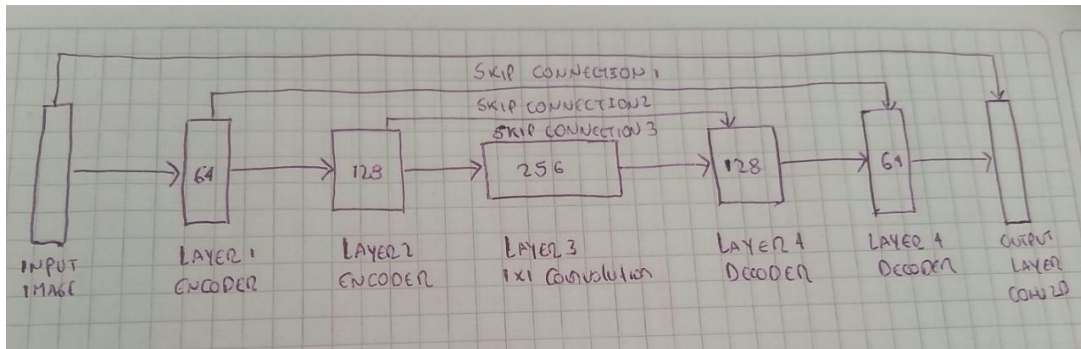 SKIP CONNECTION 1
SKIP CONNECTION 2
SKIP CONNECTION 3
64
128
256
128
64
INPUT
IMAGE
LAYER 1
ENCODER
LAYER 2
ENCODER
LAYER 3
1x1 Convolution
LAYER 4
DECODER
LAYER 4
DECODER
OUTPUT
LAYER
CONV2D